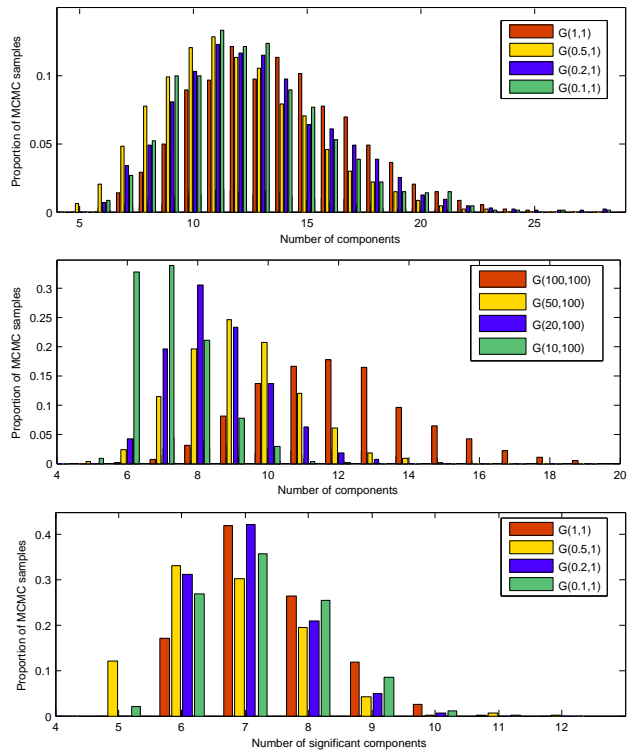 G(1,1)
G(0.5,1)
G(0.2,1)
G(0.1,1)
Proportion of MCMC samples
0.1
0.05
0
5 10 15 20 25
Number of components
G(100,100)
G(50,100)
G(20,100)
G(10,100)
Proportion of MCMC samples
0.3
0.25
0.2
0.15
0.1
0.05
0
4 6 8 10 12 14 16 18 20
Number of components
G(1,1)
G(0.5,1)
G(0.2,1)
G(0.1,1)
Proportion of MCMC samples
0.4
0.3
0.2
0.1
0
4 5 6 7 8 9 10 11 12
Number of significant components